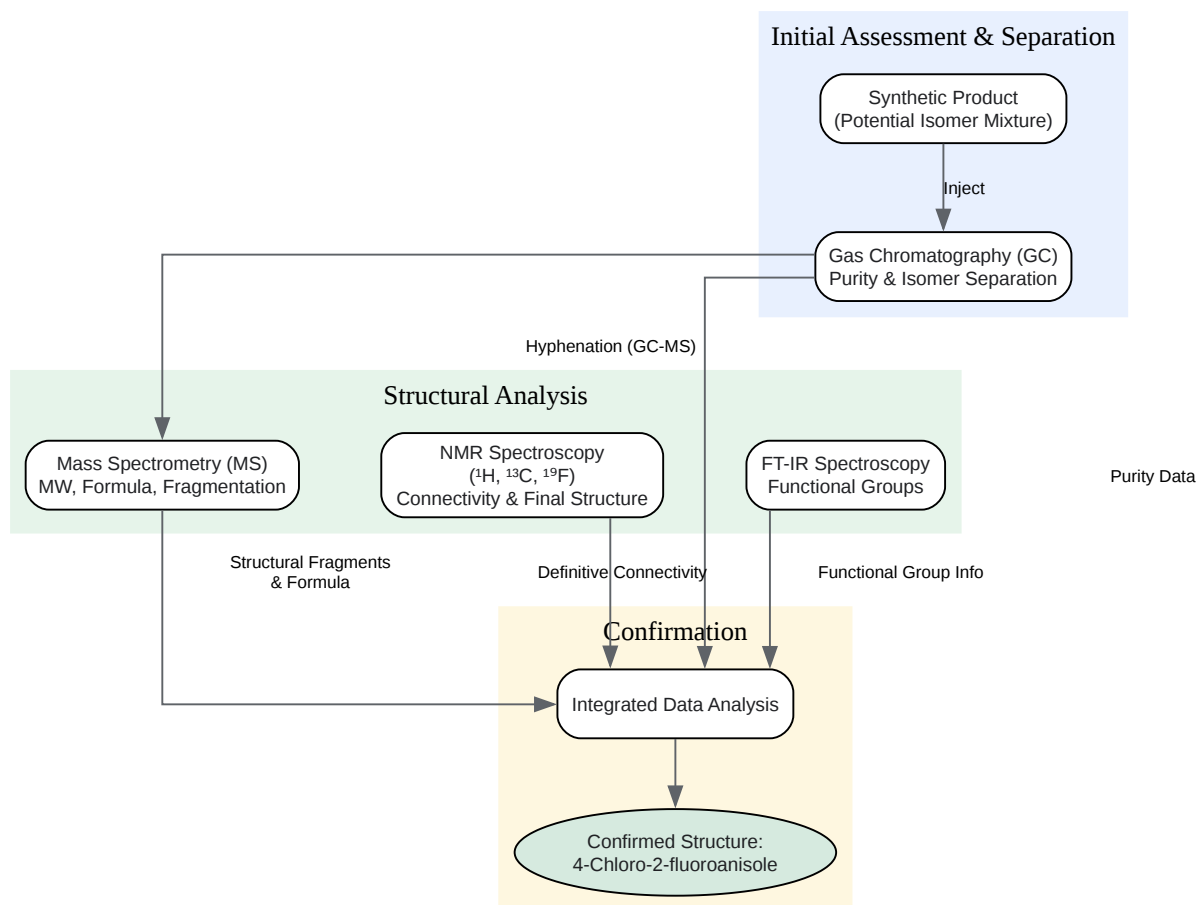 Initial Assessment & Separation
Synthetic Product
(Potential Isomer Mixture)
Inject
Gas Chromatography (GC)
Purity & Isomer Separation
Hyphenation (GC-MS)
Structural Analysis
Mass Spectrometry (MS)
MW, Formula, Fragmentation
NMR Spectroscopy
(¹H, ¹³C, ¹⁹F)
Connectivity & Final Structure
FT-IR Spectroscopy
Functional Groups
Purity Data
Structural Fragments
& Formula
Definitive Connectivity
Functional Group Info
Confirmation
Integrated Data Analysis
Confirmed Structure:
4-Chloro-2-fluoroanisole